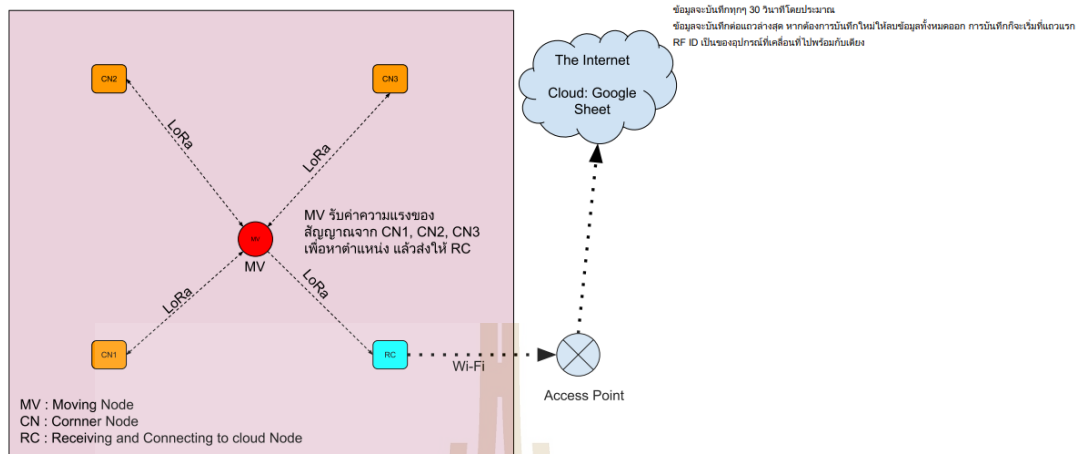 ข้อมูลจะบันทึกทุกๆ 30 วินาทีโดยประมาณ
ข้อมูลจะบันทึกต่อแถวล่างสุด หากต้องการบันทึกใหม่ให้ลบข้อมูลทั้งหมดออก การบันทึกก็จะเริ่มที่แถวแรก
RF ID เป็นของอุปกรณ์ที่เคลื่อนที่ไปพร้อมกับเตียง
The Internet
Cloud: Google
Sheet
CN2
CN3
LoRa
LoRa
MV รับค่าความแรงของ
สัญญาณจาก CN1, CN2, CN3
เพื่อหาตำแหน่ง แล้วส่งให้ RC
MV
MV
LoRa
LoRa
CN1
RC
Wi-Fi
Access Point
MV : Moving Node
CN : Cornner Node
RC : Receiving and Connecting to cloud Node